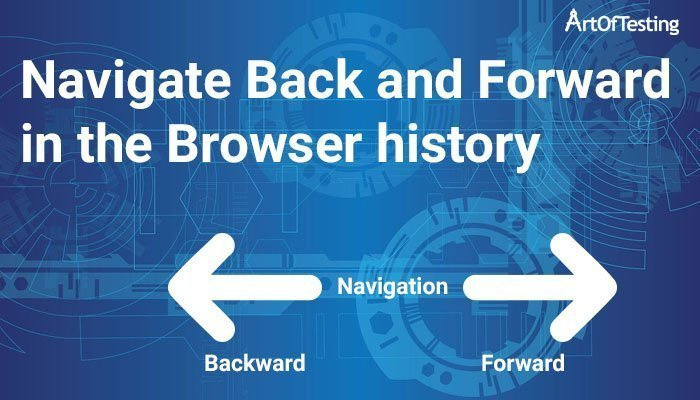 ArtOfTesting
Navigate Back and Forward
in the Browser history
Navigation
Backward
Forward